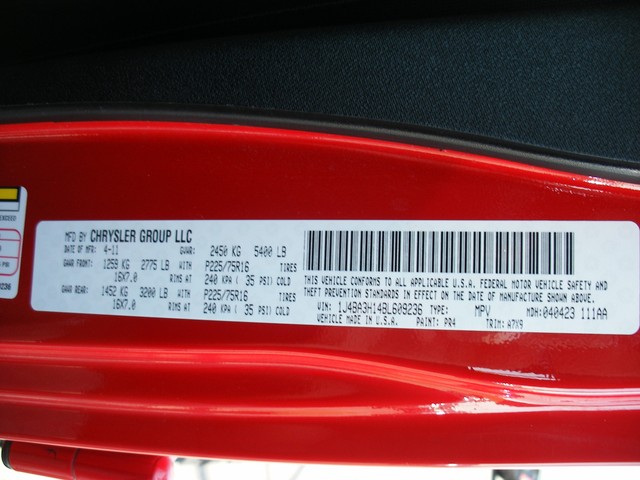 MFD BY CHRYSLER GROUP LLC
DATE OF MFR: 4-11 GVWR: 2450 KG 5400 LB
GAWR FRONT: 1259 KG 2775 LB WITH P225/75R16 TIRES
16X7.0 RIMS AT 240 KPA ( 35 PSI) COLD
GAWR REAR: 1452 KG 3200 LB WITH P225/75R16 TIRES
16X7.0 RIMS AT 240 KPA ( 35 PSI) COLD
THIS VEHICLE CONFORMS TO ALL APPLICABLE U.S.A. FEDERAL MOTOR VEHICLE SAFETY AND
THEFT PREVENTION STANDARDS IN EFFECT ON THE DATE OF MANUFACTURE SHOWN ABOVE.
VIN: 1J4BA3H14BL609236 TYPE: MPV MDH:040423 111AA
VEHICLE MADE IN U.S.A. PAINT: PR4 TRIM: A7X9
EXCEED
PSI
9236